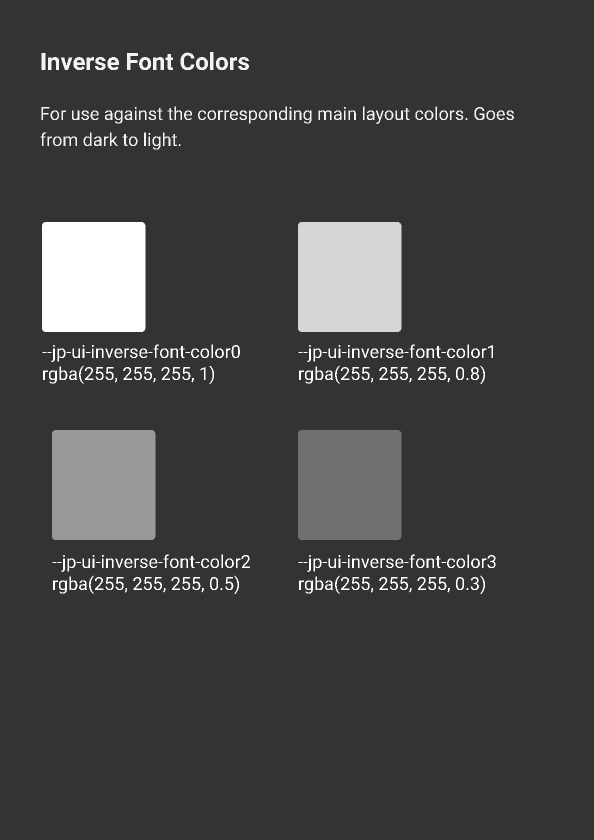 Inverse Font Colors
For use against the corresponding main layout colors. Goes
from dark to light.
--jp-ui-inverse-font-color0
rgba(255, 255, 255, 1)
--jp-ui-inverse-font-color1
rgba(255, 255, 255, 0.8)
--jp-ui-inverse-font-color2
rgba(255, 255, 255, 0.5)
--jp-ui-inverse-font-color3
rgba(255, 255, 255, 0.3)